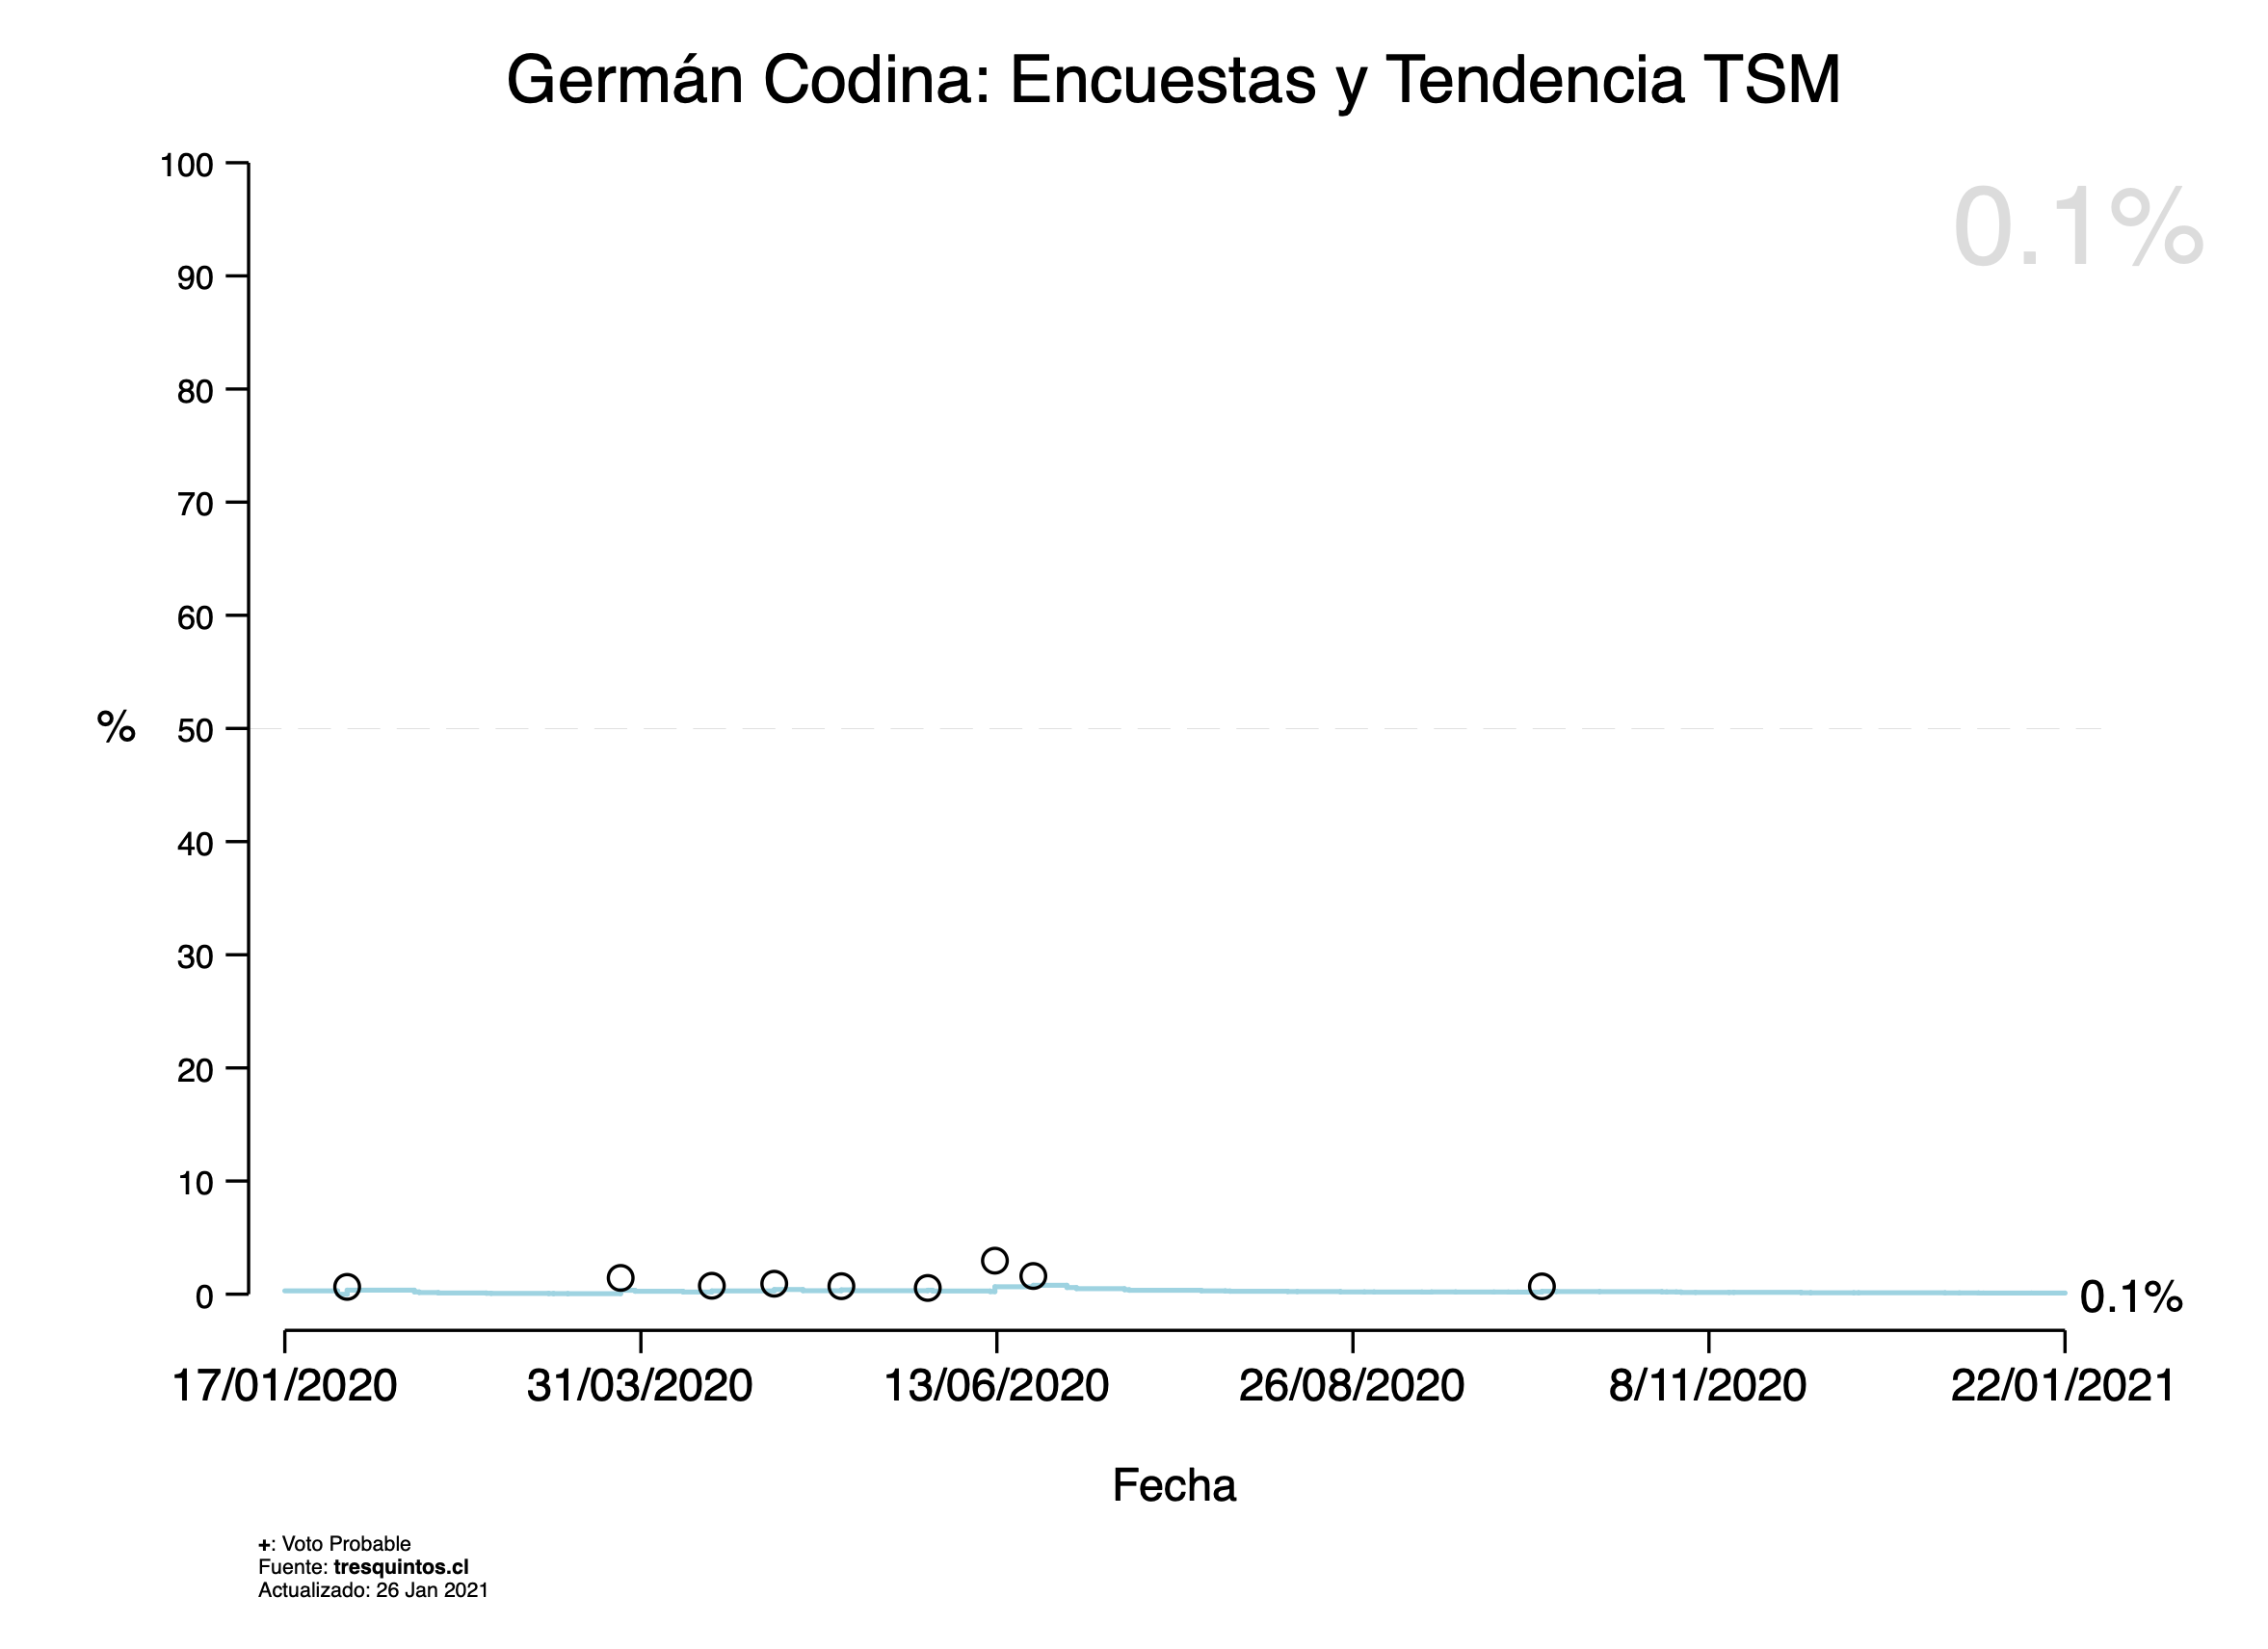 Germán Codina: Encuestas y Tendencia TSM
0.1%
100
90
80
70
60
% 50
40
30
20
10
0
0.1%
17/01/2020 31/03/2020 13/06/2020 26/08/2020 8/11/2020 22/01/2021
Fecha
+: Voto Probable
Fuente: tresquintos.cl
Actualizado: 26 Jan 2021